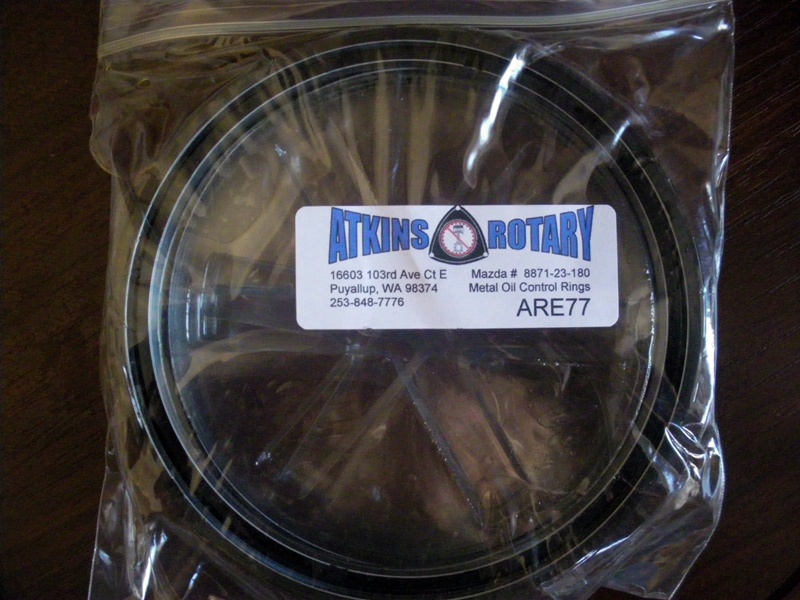 ATKINS ROTARY
16603 103rd Ave Ct E
Puyallup, WA 98374
253-848-7776
Mazda # 8871-23-180
Metal Oil Control Rings
ARE77